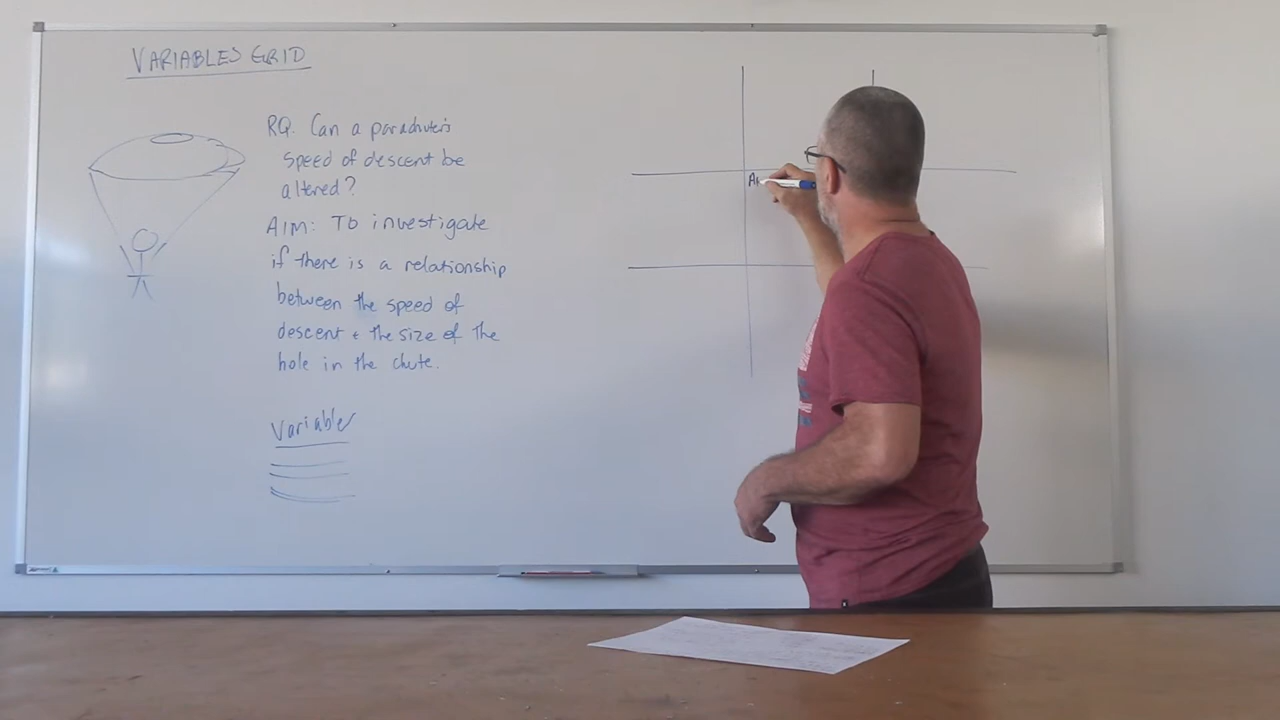 VARIABLES GRID
RQ. Can a parachute's
speed of descent be
altered?
AIM: To investigate
if there is a relationship
between the speed of
descent + the size of the
hole in the chute.
Variables